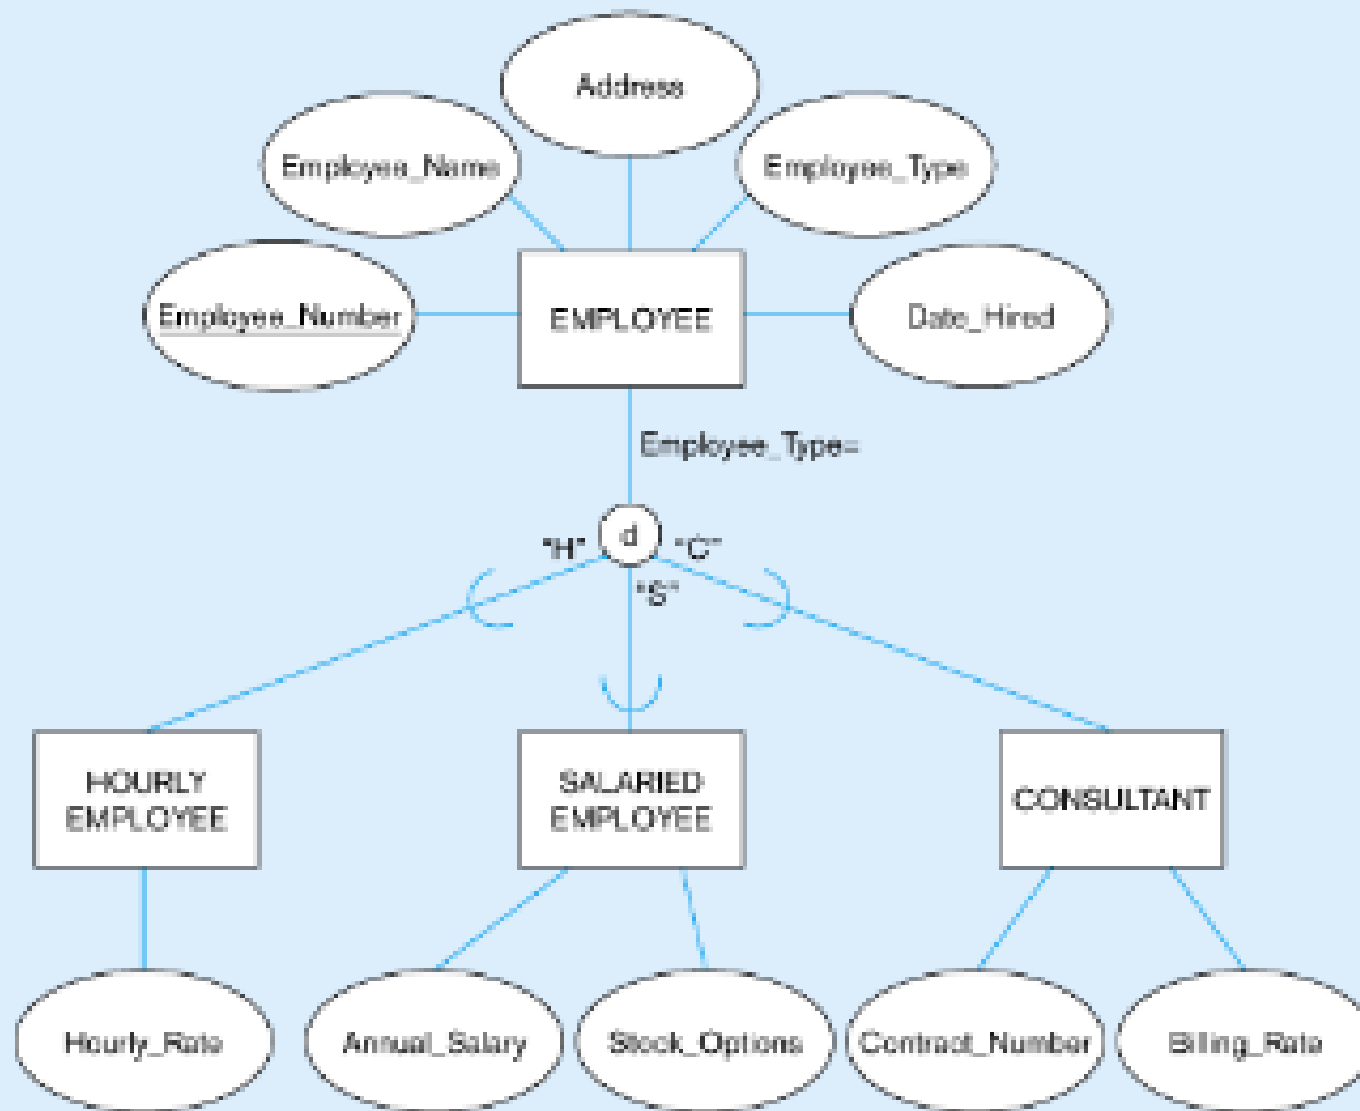 Address
Employee_Name
Employee_Type
Employee_Number
EMPLOYEE
Date_Hired
Employee_Type=
d
"H"
"C"
"S"
HOURLY
EMPLOYEE
SALARIED
EMPLOYEE
CONSULTANT
Hourly_Rate
Annual_Salary
Stock_Options
Contract_Number
Billing_Rate